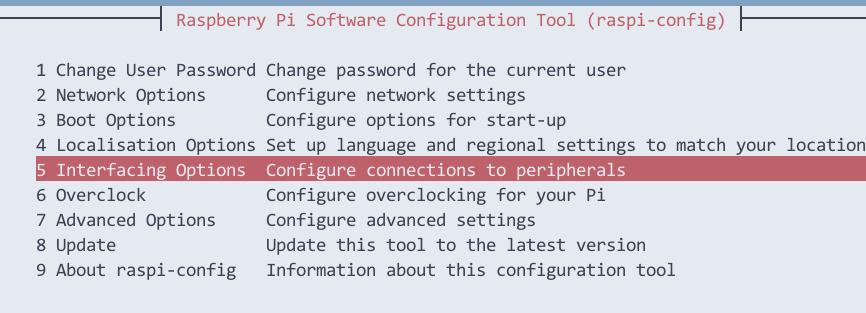 Raspberry Pi Software Configuration Tool (raspi-config)
1 Change User Password Change password for the current user
2 Network Options Configure network settings
3 Boot Options Configure options for start-up
4 Localisation Options Set up language and regional settings to match your location
5 Interfacing Options Configure connections to peripherals
6 Overclock Configure overclocking for your Pi
7 Advanced Options Configure advanced settings
8 Update Update this tool to the latest version
9 About raspi-config Information about this configuration tool